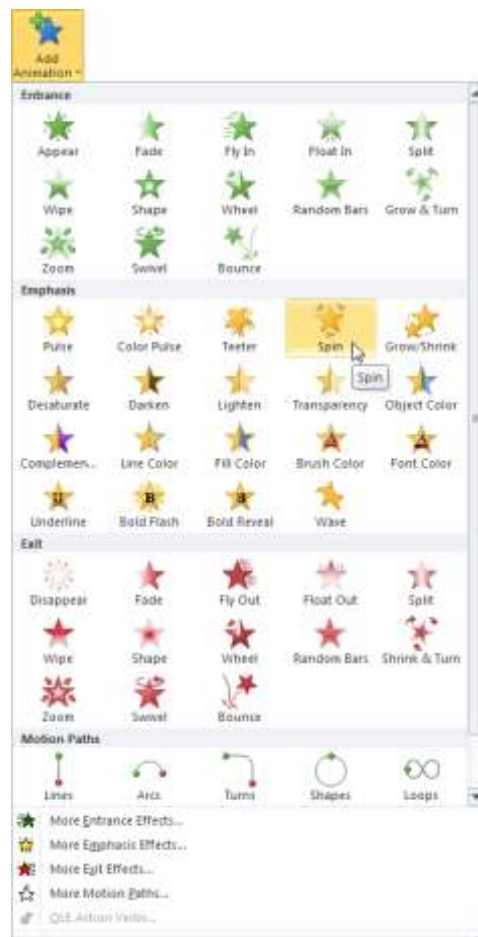 Add
Animation
Entrance
Appear Fade Fly In Float In Split
Wipe Shape Wheel Random Bars Grow & Turn
Zoom Swivel Bounce
Emphasis
Pulse Color Pulse Teeter Spin Grow/Shrink
Spin
Desaturate Darken Lighten Transparency Object Color
Complemen... Line Color Fill Color Brush Color Font Color
U B B
Underline Bold Flash Bold Reveal Wave
Exit
Disappear Fade Fly Out Float Out Split
Wipe Shape Wheel Random Bars Shrink & Turn
Zoom Swivel Bounce
Motion Paths
Lines Arcs Turns Shapes Loops
More Entrance Effects...
More Emphasis Effects...
More Exit Effects...
More Motion Paths...
OLE Action Verbs...